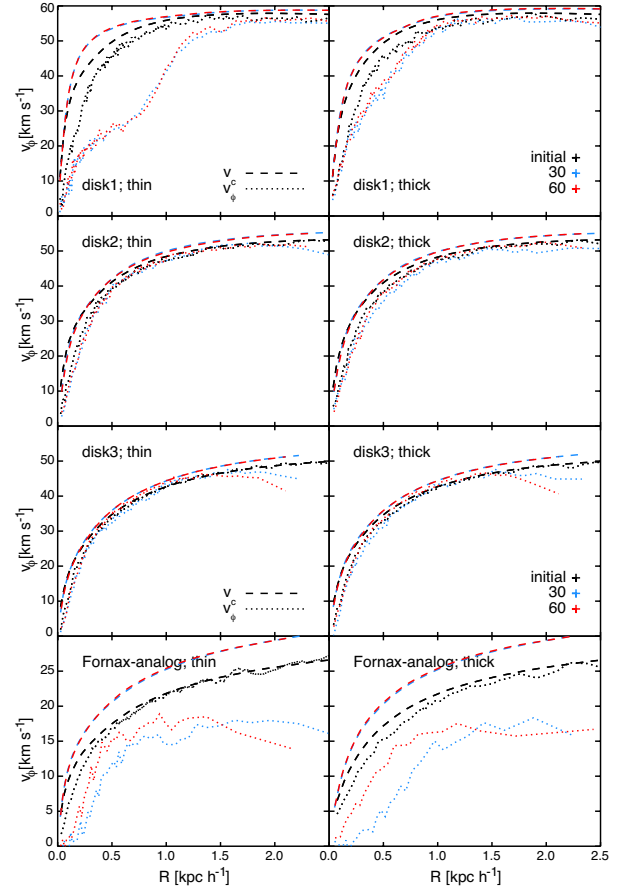 60
50
40
30
20
10
0
vϕ[km s⁻¹]
disk1; thin
v_c
v_ϕ
disk1; thick
initial
30
60
50
40
30
20
10
0
vϕ[km s⁻¹]
disk2; thin
disk2; thick
50
40
30
20
10
0
vϕ[km s⁻¹]
disk3; thin
v_c
v_ϕ
disk3; thick
initial
30
60
25
20
15
10
5
0
vϕ[km s⁻¹]
Fornax-analog; thin
Fornax-analog; thick
0.0 0.5 1.0 1.5 2.0 0.0 0.5 1.0 1.5 2.0 2.5
R [kpc h⁻¹] R [kpc h⁻¹]